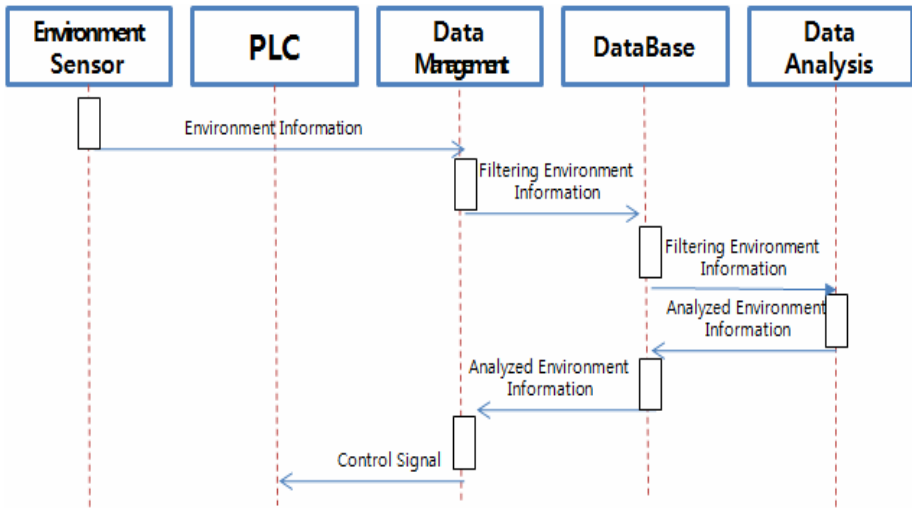 Environment
Sensor
PLC
Data
Management
DataBase
Data
Analysis
Environment Information
Filtering Environment
Information
Filtering Environment
Information
Analyzed Environment
Information
Analyzed Environment
Information
Control Signal